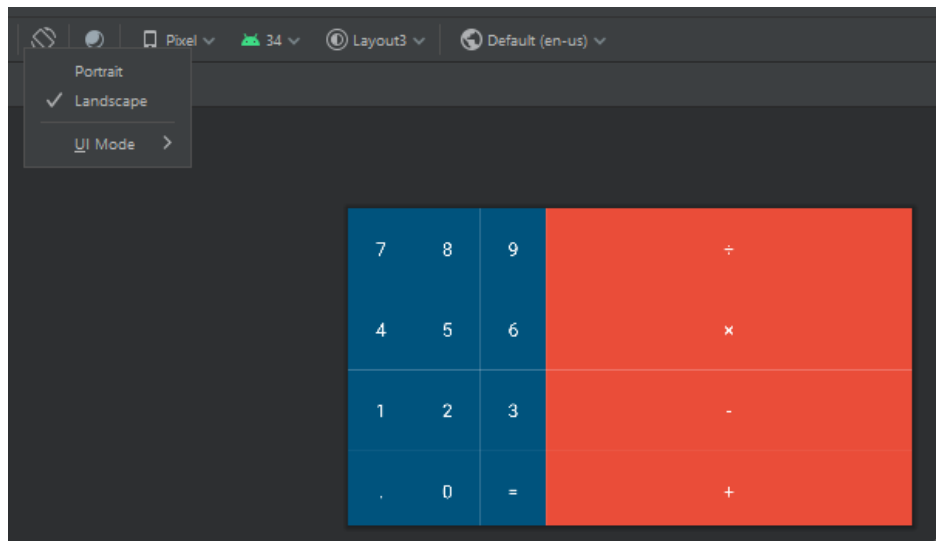 Pixel 34 Layout3 Default (en-us)
Portrait
Landscape
UI Mode
7 8 9 ÷
4 5 6 ×
1 2 3 -
. 0 = +